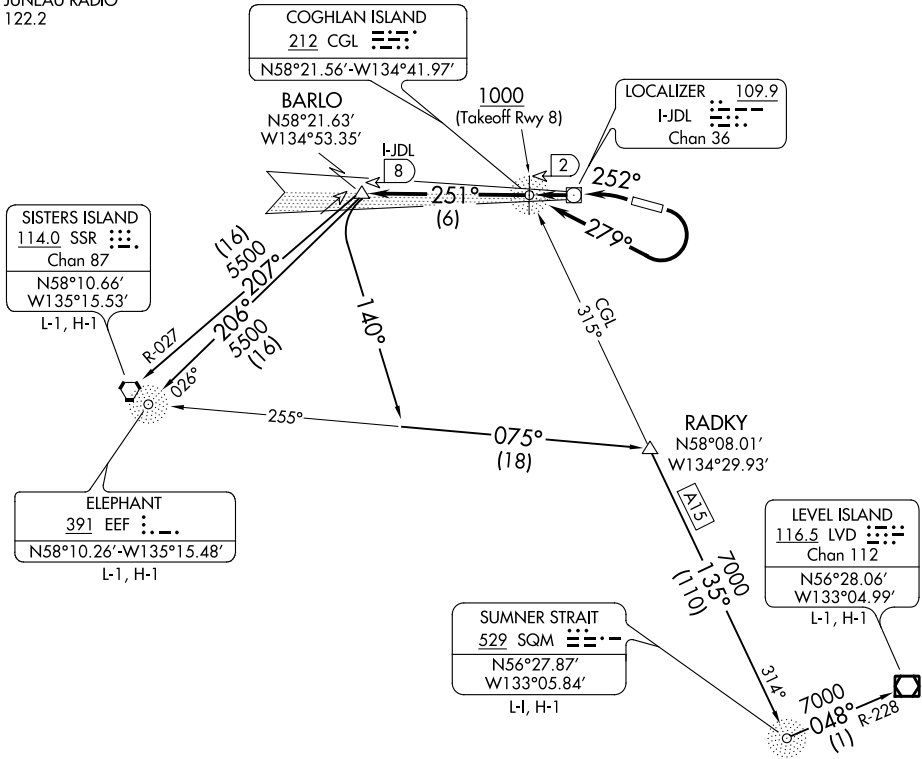 JUNEAU RADIO
122.2
COGHLAN ISLAND
212 CGL
N58°21.56′-W134°41.97′
BARLO
N58°21.63′
W134°53.35′
1000
(Takeoff Rwy 8)
LOCALIZER 109.9
I-JDL
Chan 36
I-JDL
8
2
252°
251°
(6)
279°
SISTERS ISLAND
114.0 SSR
Chan 87
N58°10.66′
W135°15.53′
L-1, H-1
(16)
5500
207°
206°
5500
(16)
R-027
026°
140°
CGL
315°
255°
075°
(18)
RADKY
N58°08.01′
W134°29.93′
A15
ELEPHANT
391 EEF
N58°10.26′-W135°15.48′
L-1, H-1
LEVEL ISLAND
116.5 LVD
Chan 112
N56°28.06′
W133°04.99′
L-1, H-1
7000
135°
(110)
SUMNER STRAIT
529 SQM
N56°27.87′
W133°05.84′
L-I, H-1
314°
7000
048°
(1)
R-228